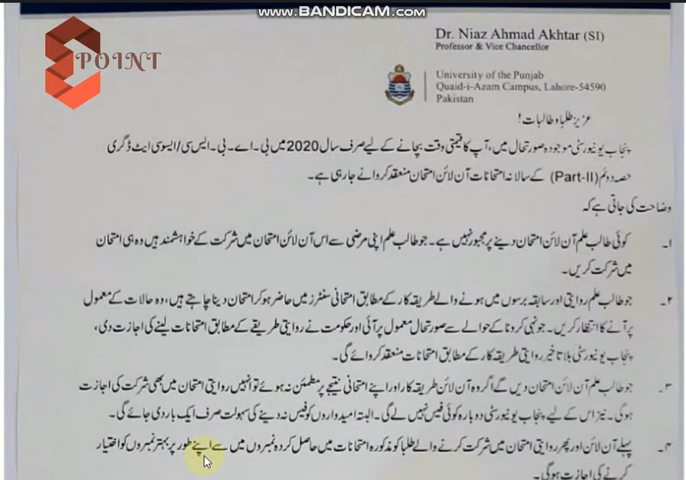 www.BANDICAM.com
POINT
Dr. Niaz Ahmad Akhtar (SI)
Professor & Vice Chancellor
University of the Punjab
Quaid-i-Azam Campus, Lahore-54590
Pakistan
عزیز طلبا و طالبات!
پنجاب یونیورسٹی موجودہ صورتحال میں، آپ کا قیمتی وقت بچانے کے لیے صرف سال 2020 میں بی۔اے۔بی۔ایس سی/ایسوسی ایٹ ڈگری
حصہ دوئم (Part-II) کے سالانہ امتحانات آن لائن امتحان منعقد کروانے جارہی ہے۔
وضاحت کی جاتی ہے کہ
۱۔ کوئی طالب علم آن لائن امتحان دینے پر مجبور نہیں ہے۔ جو طالب علم اپنی مرضی سے اس آن لائن امتحان میں شرکت کے خواہشمند ہیں وہ ہی امتحان
میں شرکت کریں۔
۲۔ جو طالب علم روایتی اور سابقہ برسوں میں ہونے والے طریقہ کار کے مطابق امتحانی سنٹرز میں حاضر ہو کر امتحان دینا چاہتے ہیں، وہ حالات کے معمول
پر آنے کا انتظار کریں۔ جونہی کرونا کے حوالے سے صورتحال معمول پر آئی اور حکومت نے روایتی طریقے کے مطابق امتحانات لینے کی اجازت دی،
پنجاب یونیورسٹی بلا تاخیر روایتی طریقہ کار کے مطابق امتحانات منعقد کروائے گی۔
۳۔ جو طالب علم آن لائن امتحان دیں گے اگر وہ آن لائن طریقہ کار اور اپنے امتحانی نتیجے پر مطمئن نہ ہوئے تو انہیں روایتی امتحان میں بھی شرکت کی اجازت
ہوگی۔ نیز اس کے لیے پنجاب یونیورسٹی دوبارہ کوئی فیس نہیں لے گی۔ البتہ امیدواروں کو فیس نہ دینے کی سہولت صرف ایک بار دی جائے گی۔
۴۔ پہلے آن لائن اور پھر روایتی امتحان میں شرکت کرنے والے طلبا کو مذکورہ امتحانات میں حاصل کردہ نمبروں میں سے اپنے طور پر بہتر نمبروں کو اختیار
کرنے کی اجازت ہوگی۔